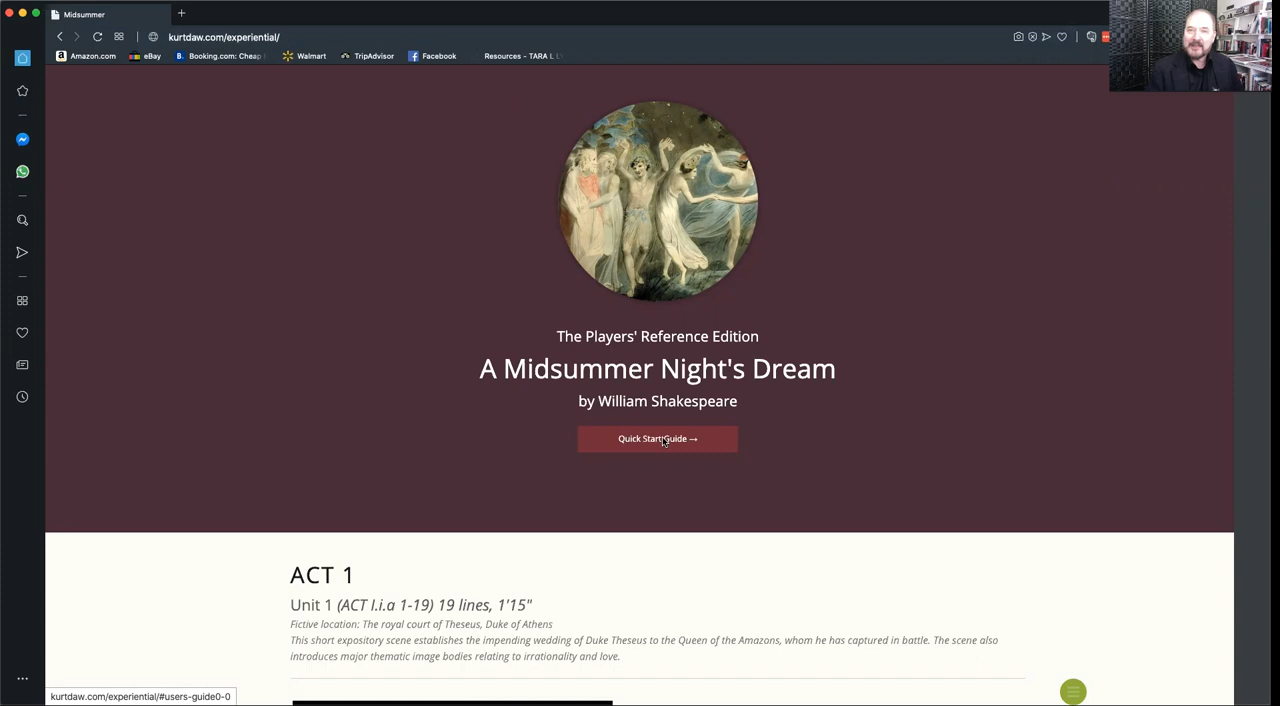 Midsummer
kurtdaw.com/experiential/
Amazon.com eBay Booking.com: Cheap Walmart TripAdvisor Facebook Resources - TARA L
The Players' Reference Edition
A Midsummer Night's Dream
by William Shakespeare
Quick Start Guide →
ACT 1
Unit 1 (ACT I.i.a 1-19) 19 lines, 1'15"
Fictive location: The royal court of Theseus, Duke of Athens
This short expository scene establishes the impending wedding of Duke Theseus to the Queen of the Amazons, whom he has captured in battle. The scene also
introduces major thematic image bodies relating to irrationality and love.
kurtdaw.com/experiential/#users-guide0-0